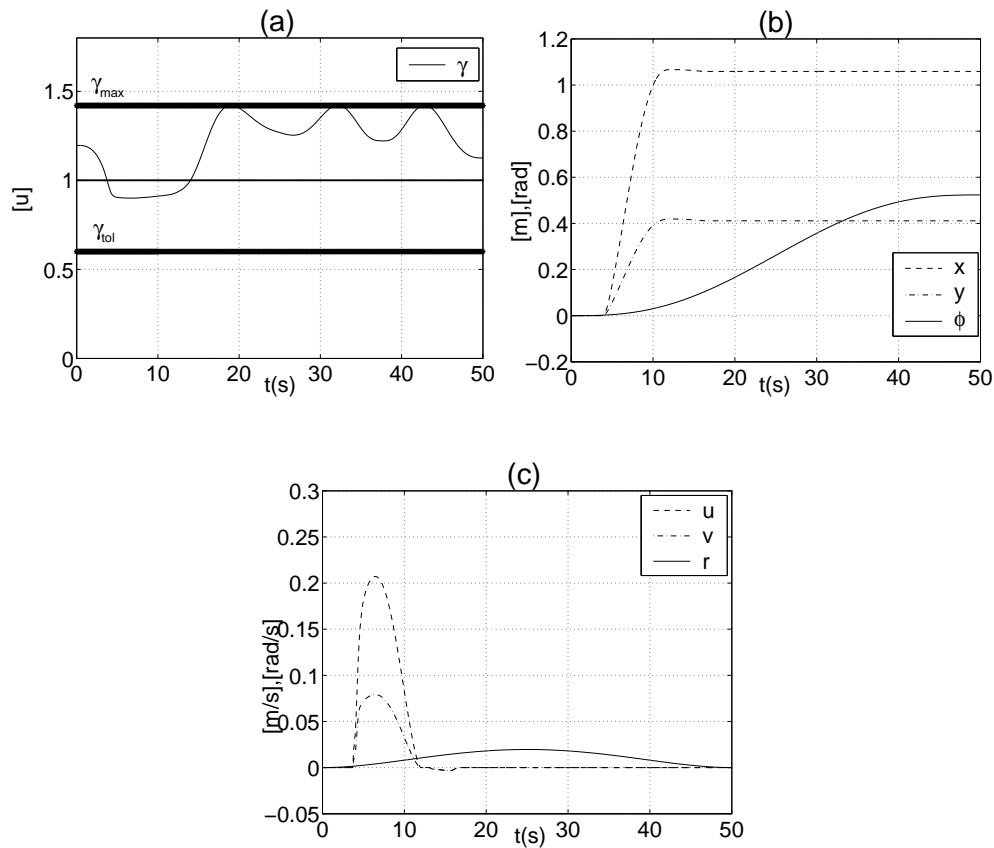 (a)
γ
γmax
γtol
[u]
1.5
1
0.5
0
0 10 20 30 40 50
t(s)
(b)
[m],[rad]
1.2
1
0.8
0.6
0.4
0.2
0
−0.2
x
y
ϕ
0 10 20 30 40 50
t(s)
(c)
[m/s],[rad/s]
0.3
0.25
0.2
0.15
0.1
0.05
0
−0.05
u
v
r
0 10 20 30 40 50
t(s)